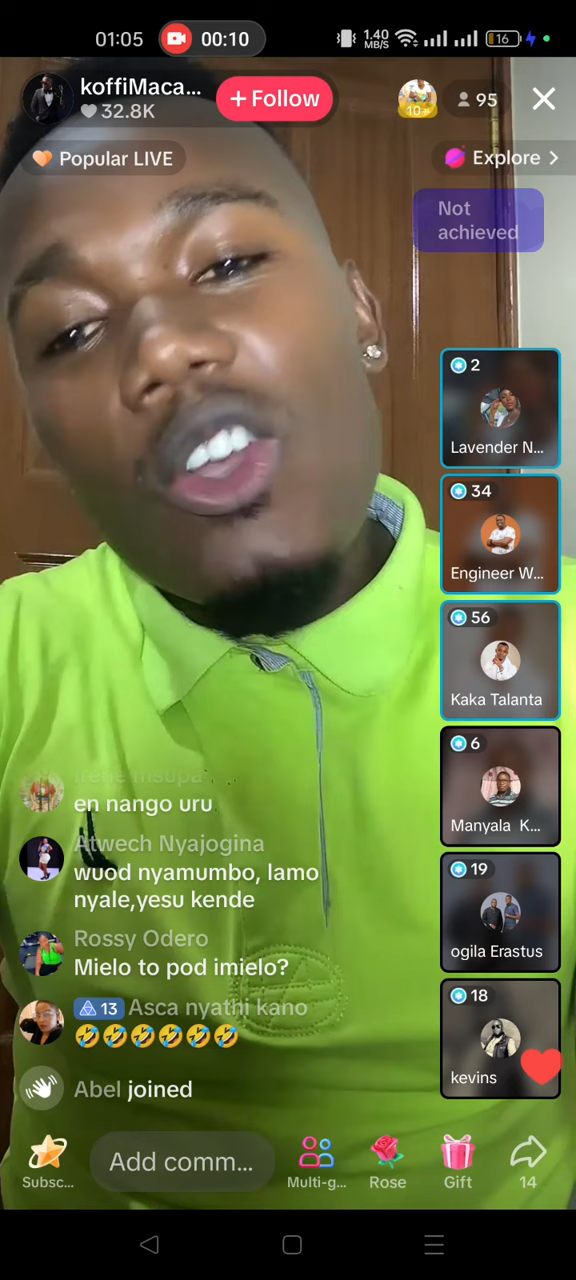 01:05
00:10
1.40
MB/S
16
koffiMaca...
32.8K
+ Follow
10+
95
Popular LIVE
Explore >
Not
achieved
2
Lavender N...
34
Engineer W...
56
Kaka Talanta
6
Manyala K...
19
ogila Erastus
18
kevins
Irene msupa
en nango uru
Atwech Nyajogina
wuod nyamumbo, lamo
nyale,yesu kende
Rossy Odero
Mielo to pod imielo?
13 Asca nyathi kano
🤣🤣🤣🤣🤣🤣
Abel joined
Subsc...
Add comm...
Multi-g...
Rose
Gift
14